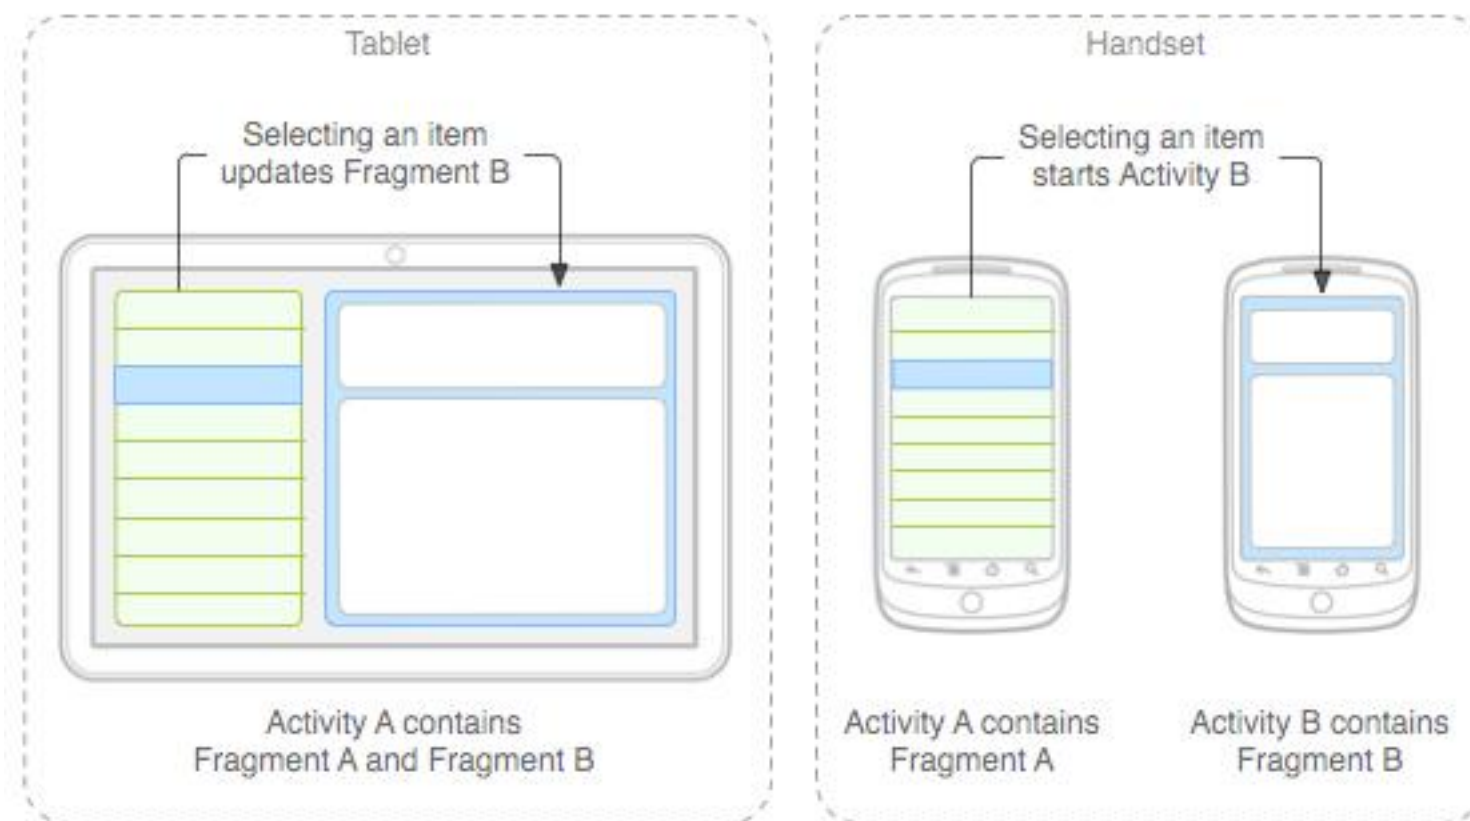 Tablet
Selecting an item
updates Fragment B
Activity A contains
Fragment A and Fragment B
Handset
Selecting an item
starts Activity B
Activity A contains
Fragment A
Activity B contains
Fragment B